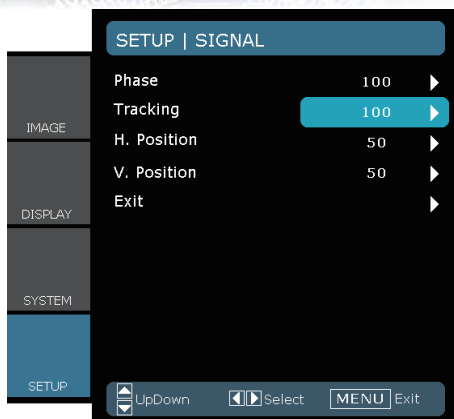 SETUP | SIGNAL
IMAGE
DISPLAY
SYSTEM
SETUP
Phase 100
Tracking 100
H. Position 50
V. Position 50
Exit
UpDown Select MENU Exit